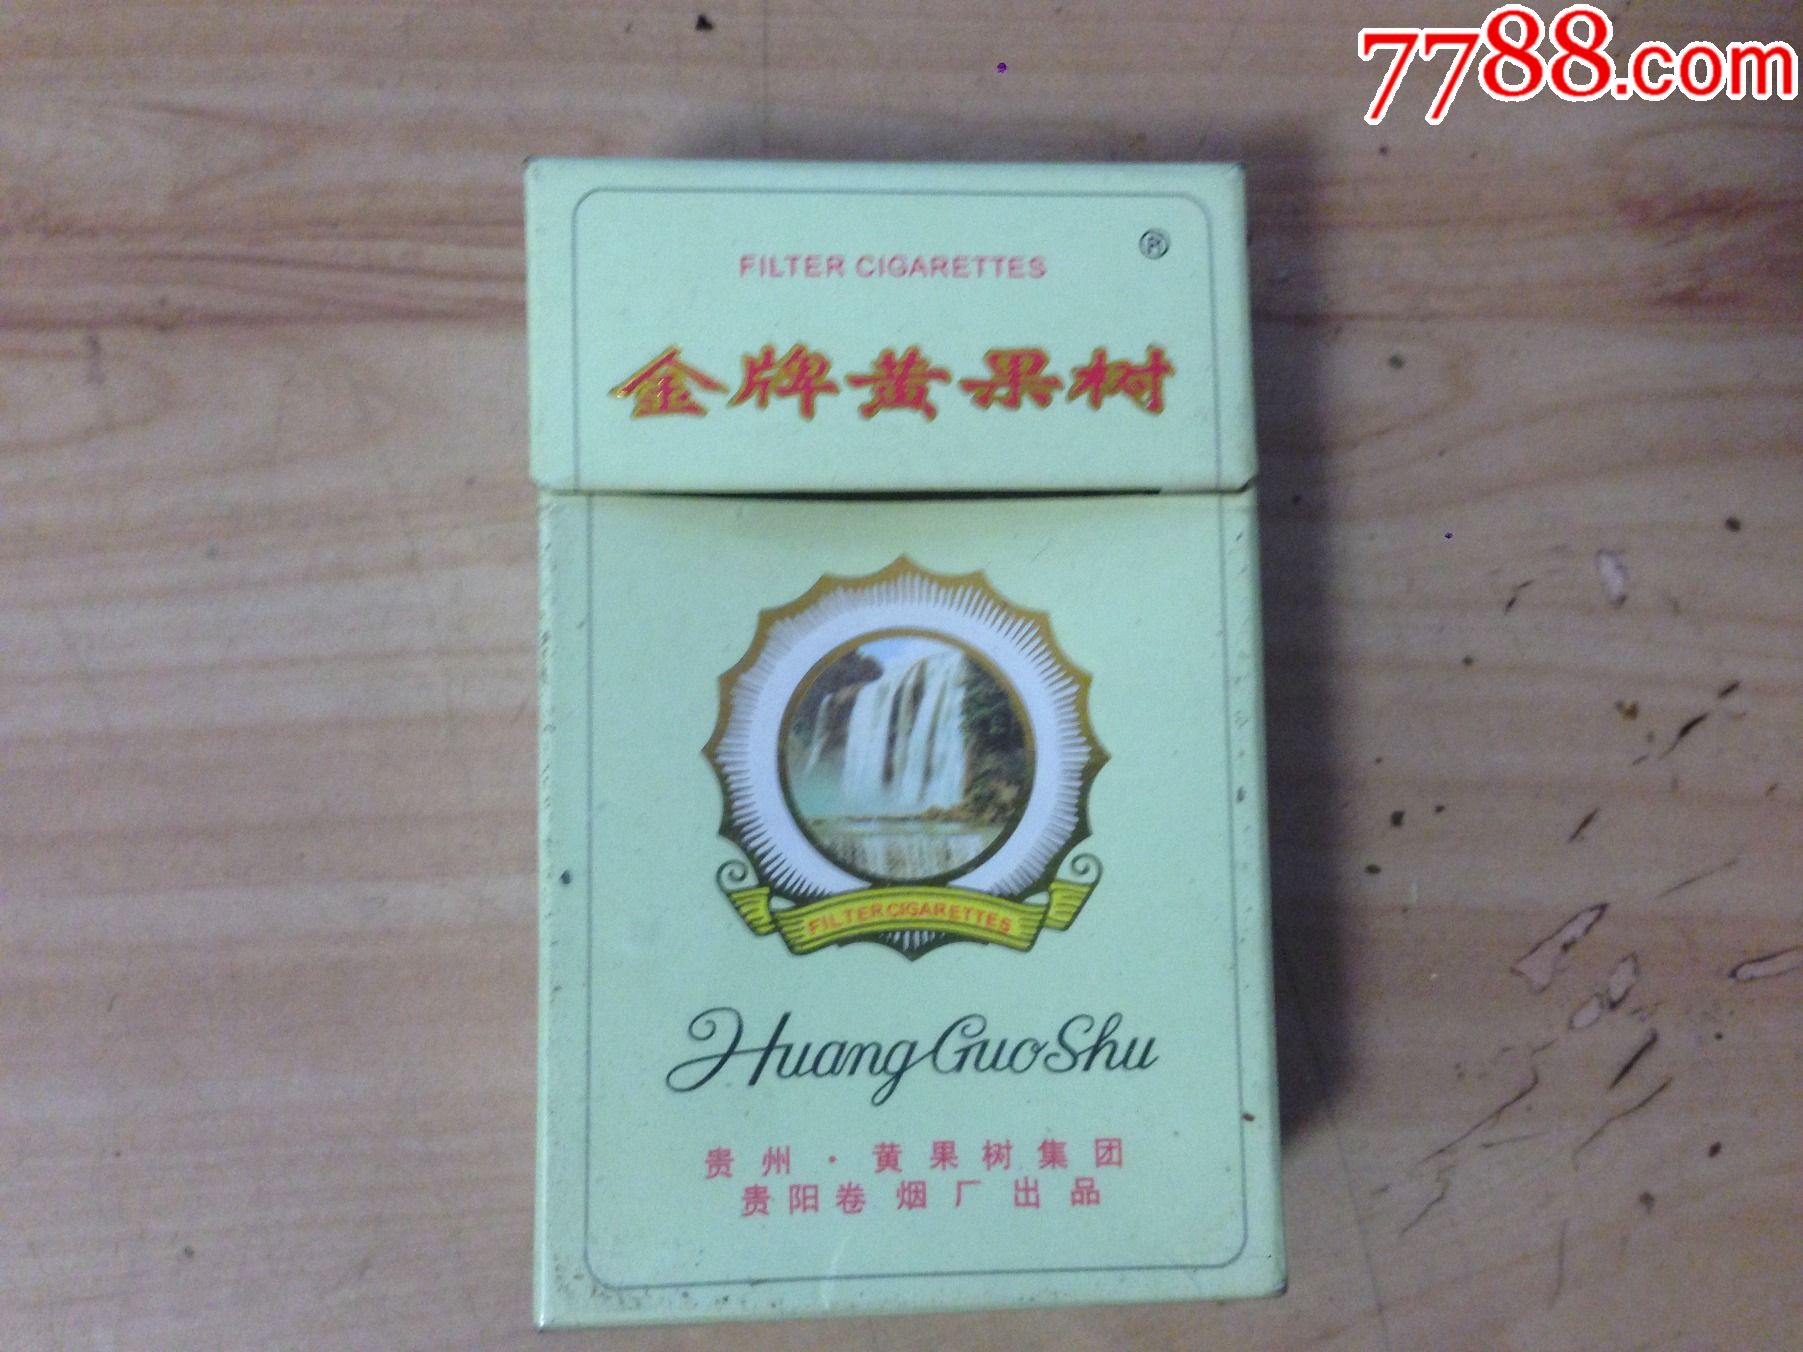 7788.com
FILTER CIGARETTES ®
金牌黄果树
FILTER CIGARETTES
HuangGuoShu
贵州·黄果树集团
贵阳卷烟厂出品